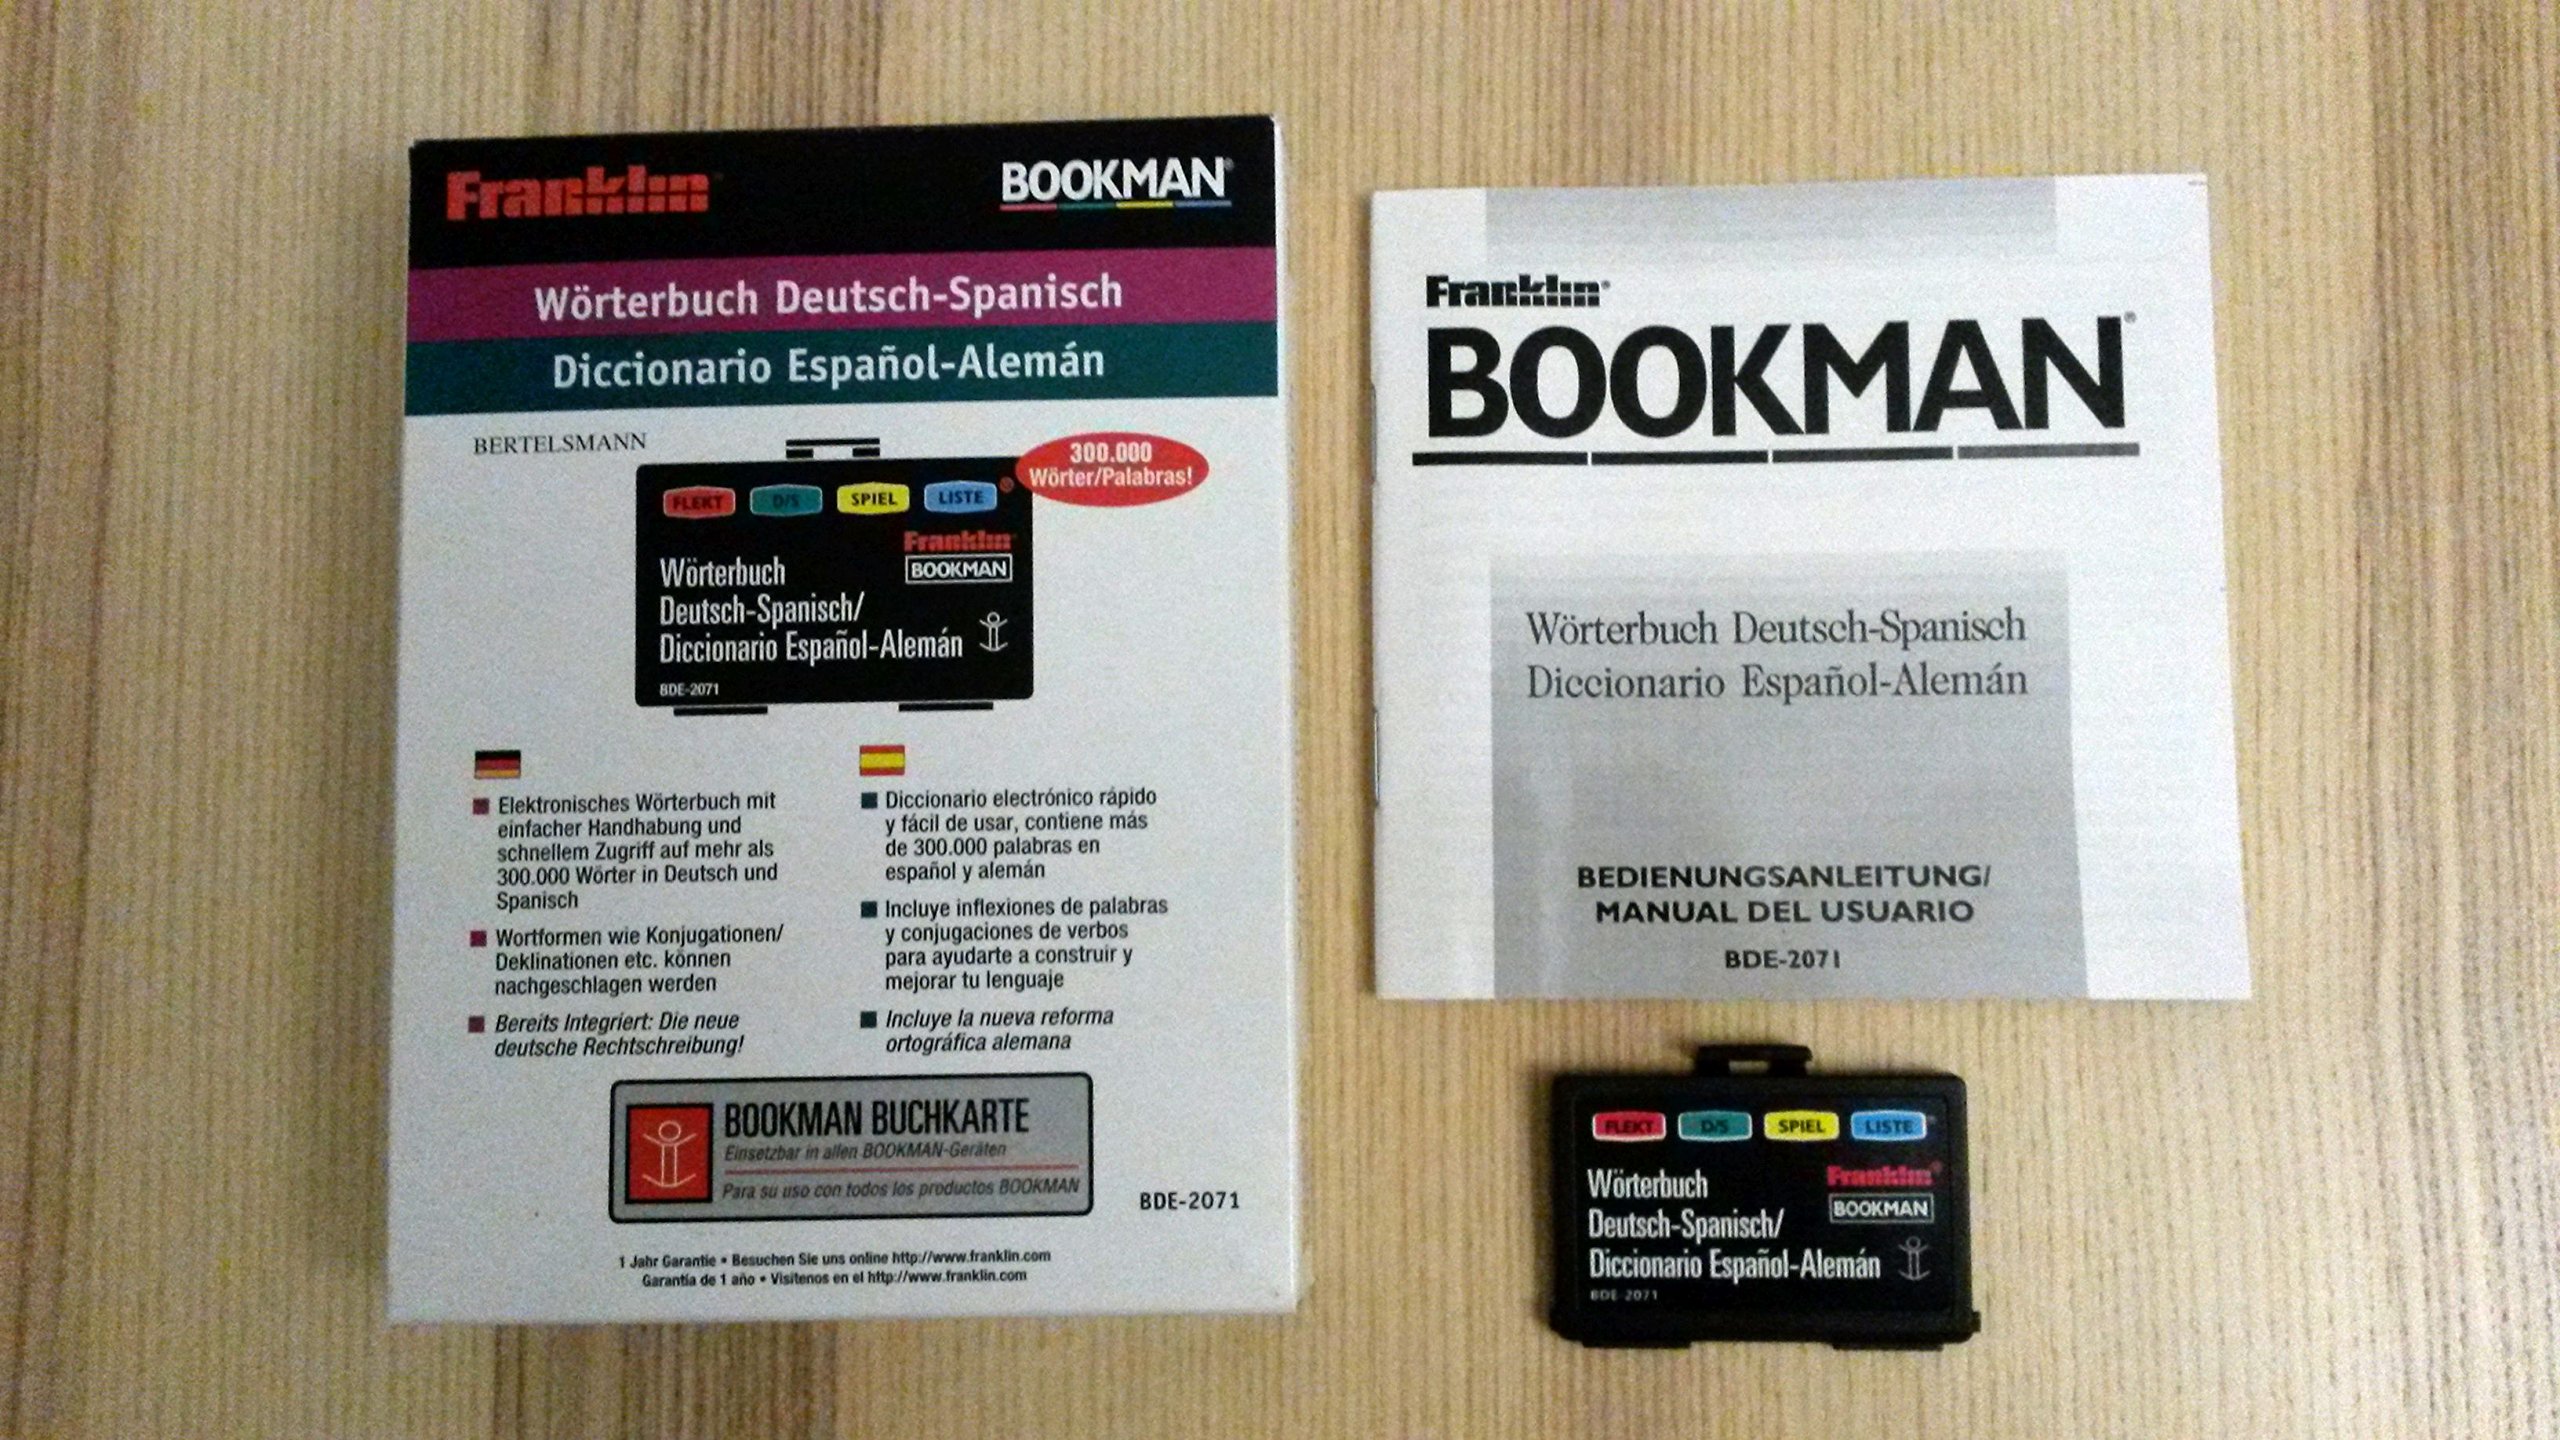 Franklin™
BOOKMAN®
Wörterbuch Deutsch-Spanisch
Diccionario Español-Alemán
BERTELSMANN
300.000
Wörter/Palabras!
FLEKT D/S SPIEL LISTE
Franklin
BOOKMAN
Wörterbuch
Deutsch-Spanisch/
Diccionario Español-Alemán
BDE-2071
Elektronisches Wörterbuch mit
einfacher Handhabung und
schnellem Zugriff auf mehr als
300.000 Wörter in Deutsch und
Spanisch
Wortformen wie Konjugationen/
Deklinationen etc. können
nachgeschlagen werden
Bereits Integriert: Die neue
deutsche Rechtschreibung!
Diccionario electrónico rápido
y fácil de usar, contiene más
de 300.000 palabras en
español y alemán
Incluye inflexiones de palabras
y conjugaciones de verbos
para ayudarte a construir y
mejorar tu lenguaje
Incluye la nueva reforma
ortográfica alemana
BOOKMAN BUCHKARTE
Einsetzbar in allen BOOKMAN-Geräten
Para su uso con todos los productos BOOKMAN
BDE-2071
1 Jahr Garantie • Besuchen Sie uns online http://www.franklin.com
Garantía de 1 año • Visítenos en el http://www.franklin.com
Franklin®
BOOKMAN®
Wörterbuch Deutsch-Spanisch
Diccionario Español-Alemán
BEDIENUNGSANLEITUNG/
MANUAL DEL USUARIO
BDE-2071
FLEKT D/S SPIEL LISTE
Franklin®
BOOKMAN
Wörterbuch
Deutsch-Spanisch/
Diccionario Español-Alemán
BDE-2071